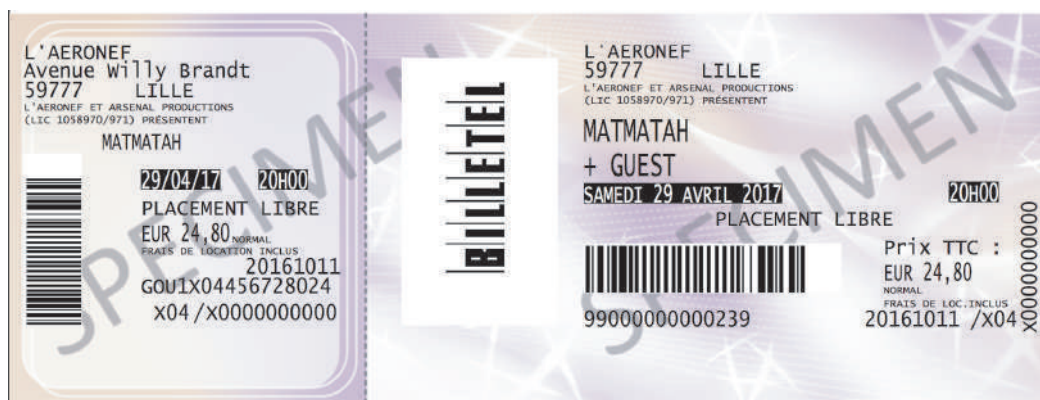 L'AERONEF
Avenue Willy Brandt
59777 LILLE
L'AERONEF ET ARSENAL PRODUCTIONS
(LIC 1058970/971) PRÉSENTENT
MATMATAH
29/04/17 20H00
PLACEMENT LIBRE
EUR 24,80 NORMAL
FRAIS DE LOCATION INCLUS
20161011
GOU1X04456728024
X04 /X0000000000
SPECIMEN
BILLETEL
L'AERONEF
59777 LILLE
L'AERONEF ET ARSENAL PRODUCTIONS
(LIC 1058970/971) PRÉSENTENT
MATMATAH
+ GUEST
SAMEDI 29 AVRIL 2017 20H00
PLACEMENT LIBRE
Prix TTC :
EUR 24,80
NORMAL
FRAIS DE LOC.INCLUS
99000000000239
20161011 /X04
X0000000000
SPECIMEN